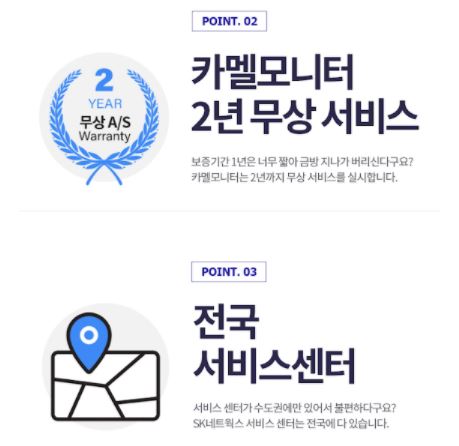 POINT. 02
2
YEAR
무상 A/S
Warranty
카멜모니터
2년 무상 서비스
보증기간 1년은 너무 짧아 금방 지나가 버리신다구요?
카멜모니터는 2년까지 무상 서비스를 실시합니다.
POINT. 03
전국
서비스센터
서비스 센터가 수도권에만 있어서 불편하다구요?
SK네트웍스 서비스 센터는 전국에 다 있습니다.